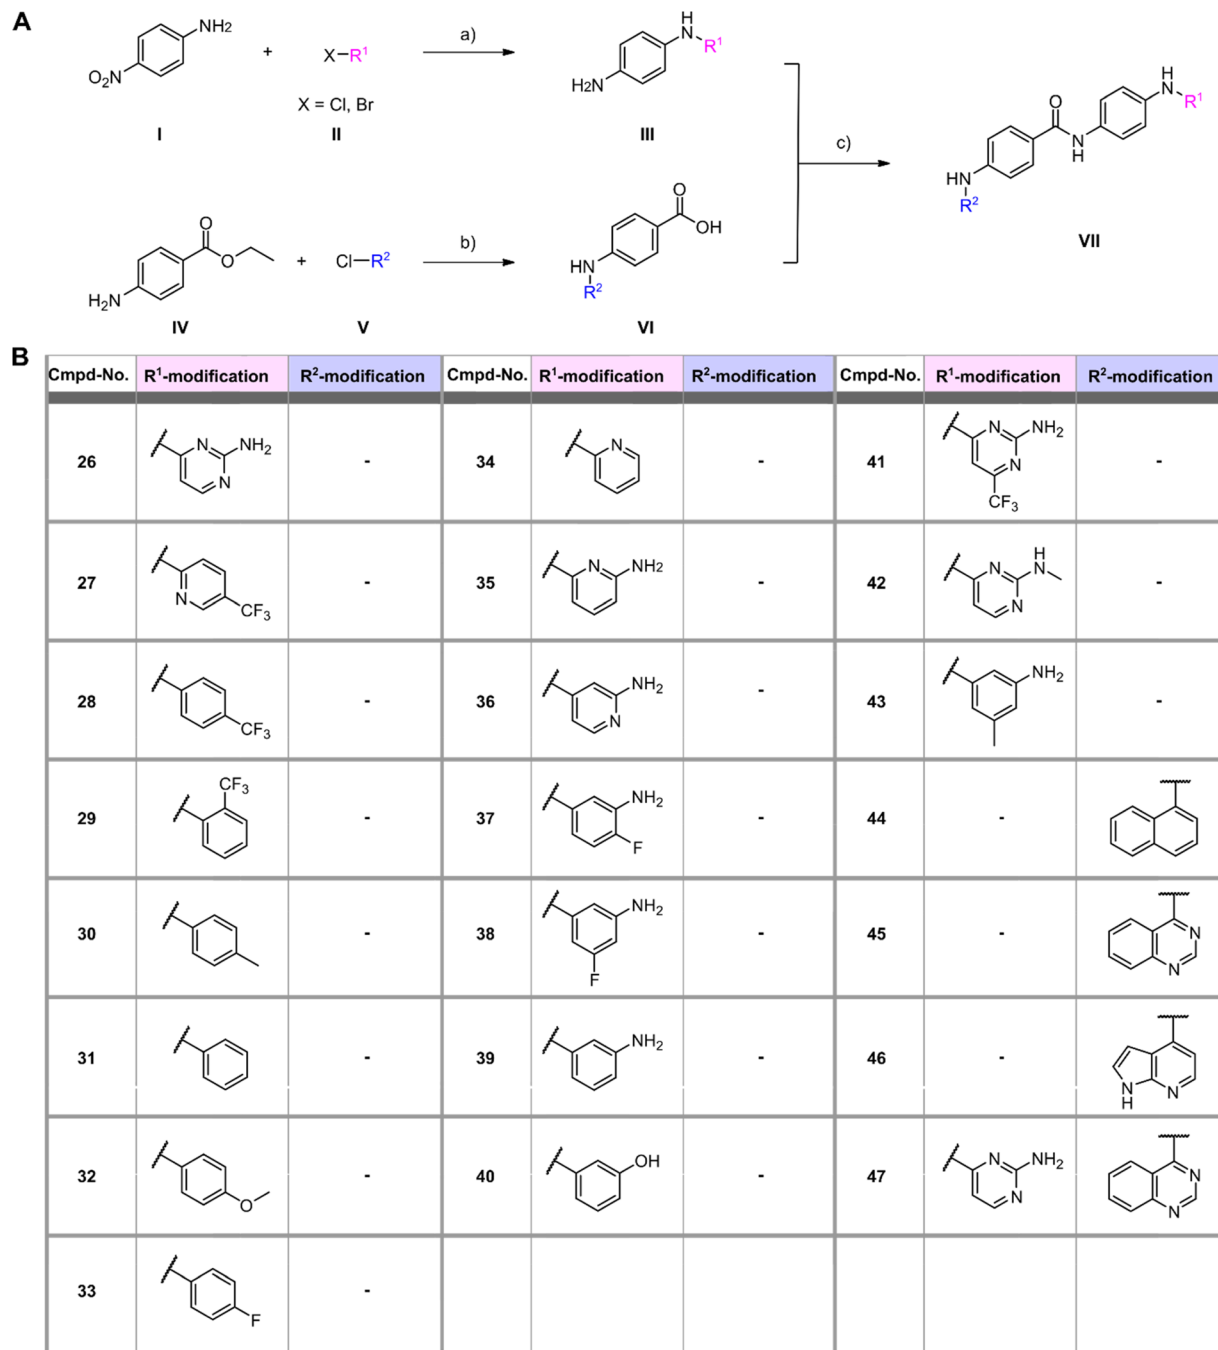 A
NH2
O2N
I
+
X-R1
X = Cl, Br
II
a)
H
N
R1
H2N
III
O
O
H2N
IV
+
Cl-R2
V
b)
O
OH
HN
R2
VI
c)
H
N
R1
O
N
H
HN
R2
VII
B
Cmpd-No. R1-modification R2-modification Cmpd-No. R1-modification R2-modification Cmpd-No. R1-modification R2-modification
26 N NH2 N - 34 N - 41 N NH2 N CF3 -
27 N CF3 - 35 N NH2 - 42 N H N N -
28 CF3 - 36 NH2 N - 43 NH2 -
29 CF3 - 37 NH2 F - 44 -
30 - 38 NH2 F - 45 - N N
31 - 39 NH2 - 46 - N H N
32 O - 40 OH - 47 N NH2 N N N
33 F -